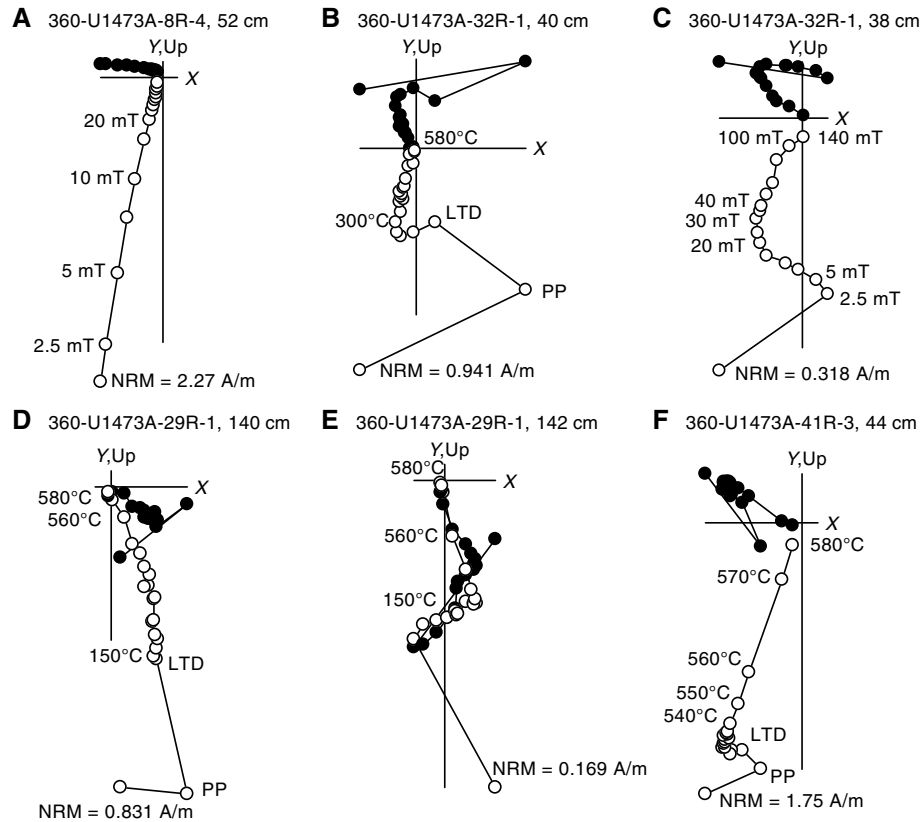 A 360-U1473A-8R-4, 52 cm
Y,Up
X
20 mT
10 mT
5 mT
2.5 mT
NRM = 2.27 A/m
B 360-U1473A-32R-1, 40 cm
Y,Up
580°C
X
300°C
LTD
PP
NRM = 0.941 A/m
C 360-U1473A-32R-1, 38 cm
Y,Up
X
100 mT
140 mT
40 mT
30 mT
20 mT
5 mT
2.5 mT
NRM = 0.318 A/m
D 360-U1473A-29R-1, 140 cm
Y,Up
X
580°C
560°C
150°C
LTD
PP
NRM = 0.831 A/m
E 360-U1473A-29R-1, 142 cm
Y,Up
580°C
X
560°C
150°C
NRM = 0.169 A/m
F 360-U1473A-41R-3, 44 cm
Y,Up
X
580°C
570°C
560°C
550°C
540°C
LTD
PP
NRM = 1.75 A/m